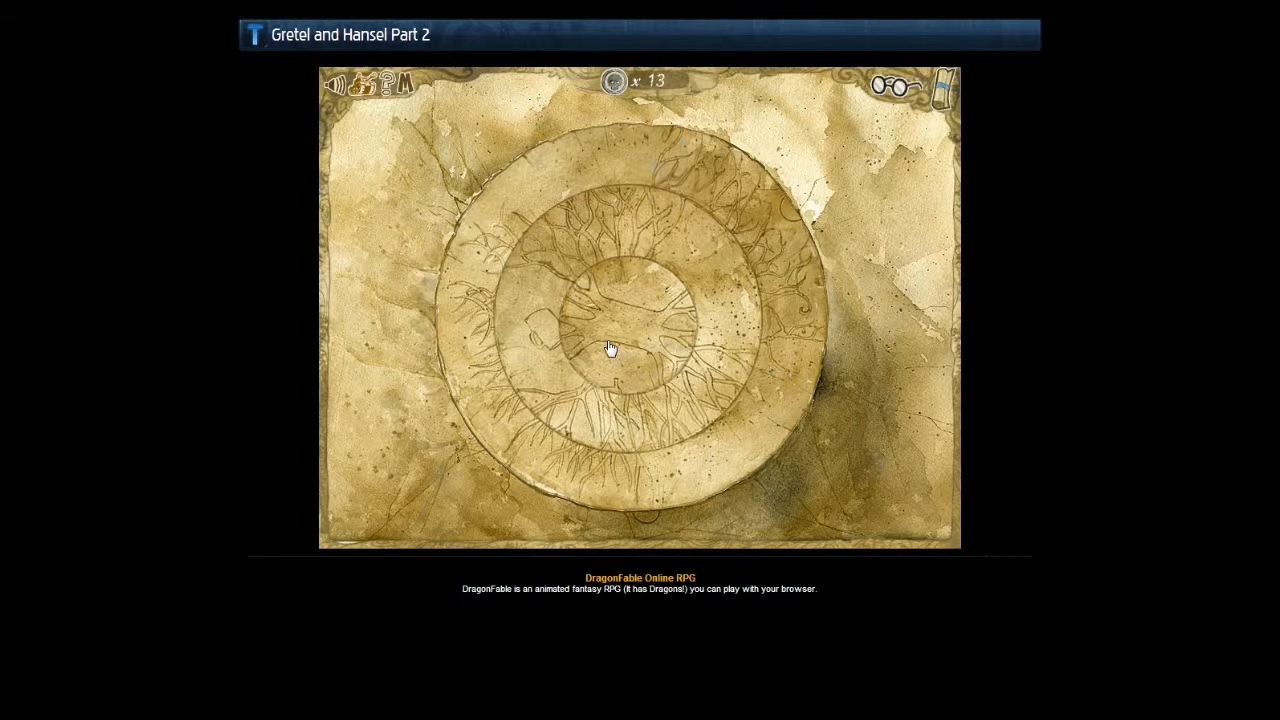 Gretel and Hansel Part 2
x 13
? M
DragonFable Online RPG
DragonFable is an animated fantasy RPG (It has Dragons!) you can play with your browser.